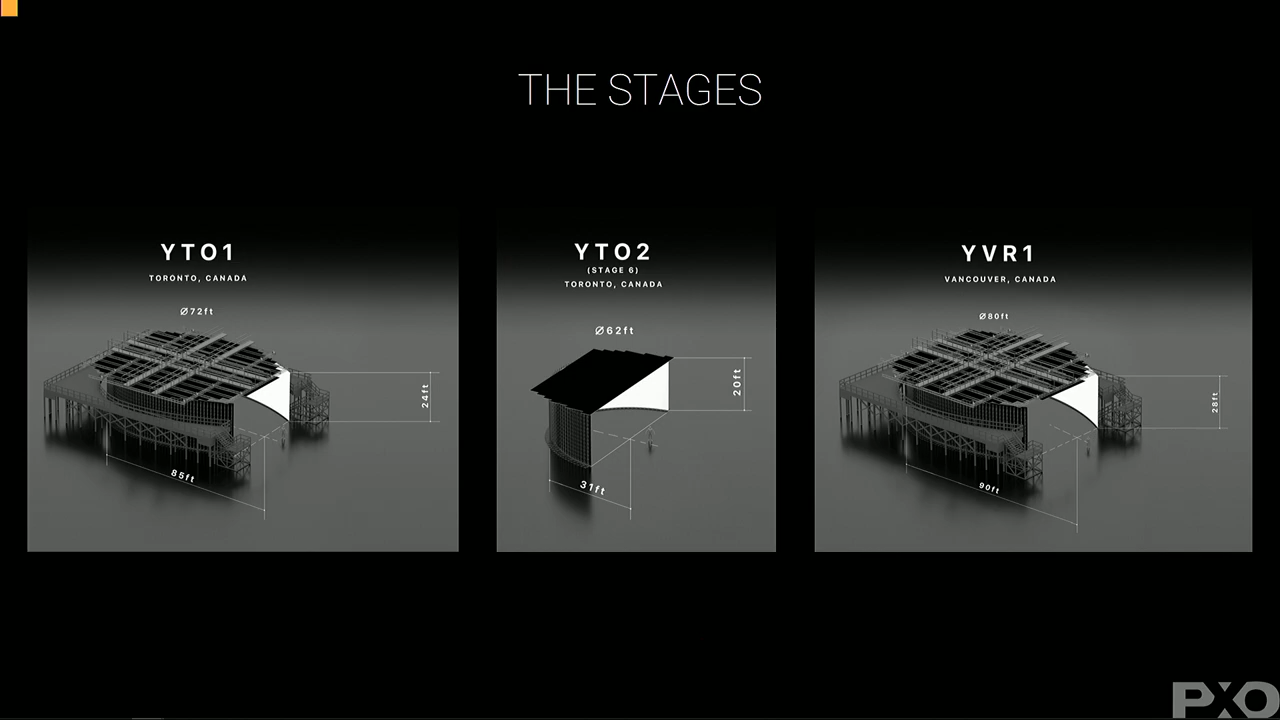 THE STAGES
YTO1
TORONTO, CANADA
Ø72ft
24ft
85ft
YTO2
(STAGE 6)
TORONTO, CANADA
Ø62ft
20ft
31ft
YVR1
VANCOUVER, CANADA
Ø80ft
28ft
90ft
PXO